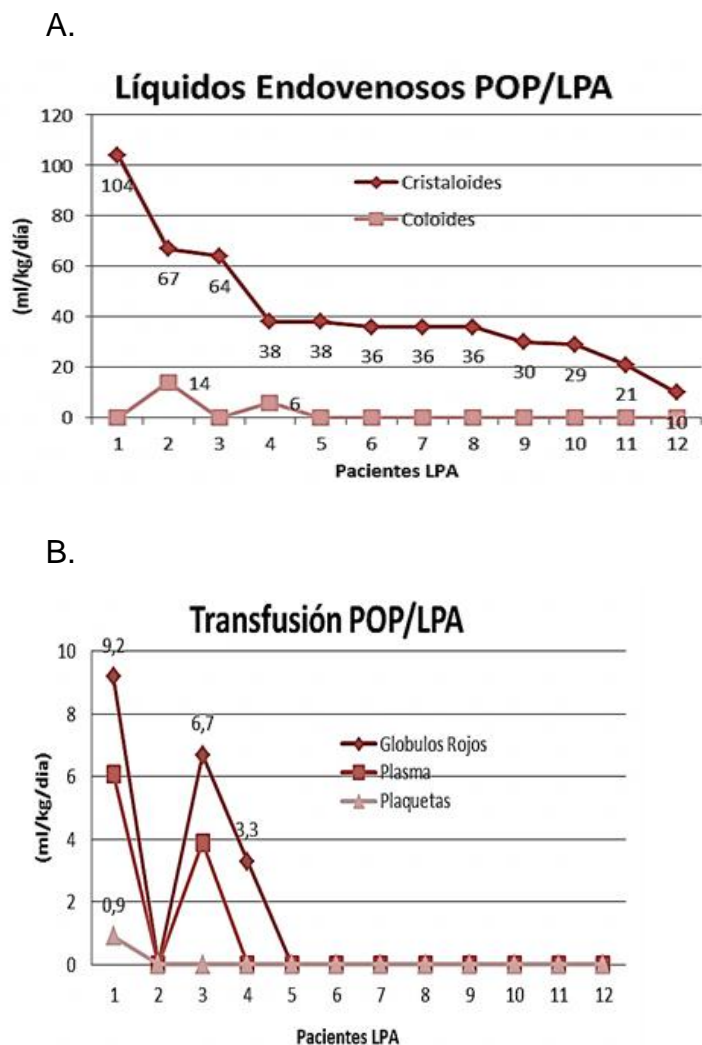 A.
Líquidos Endovenosos POP/LPA
120
100
80
60
40
20
0
(ml/kg/día)
Cristaloides
Coloides
104
67
64
38
38
36
36
36
30
29
21
10
14
6
1 2 3 4 5 6 7 8 9 10 11 12
Pacientes LPA
B.
Transfusión POP/LPA
10
8
6
4
2
0
(ml/kg/dia)
9,2
6,7
3,3
0,9
Globulos Rojos
Plasma
Plaquetas
1 2 3 4 5 6 7 8 9 10 11 12
Pacientes LPA